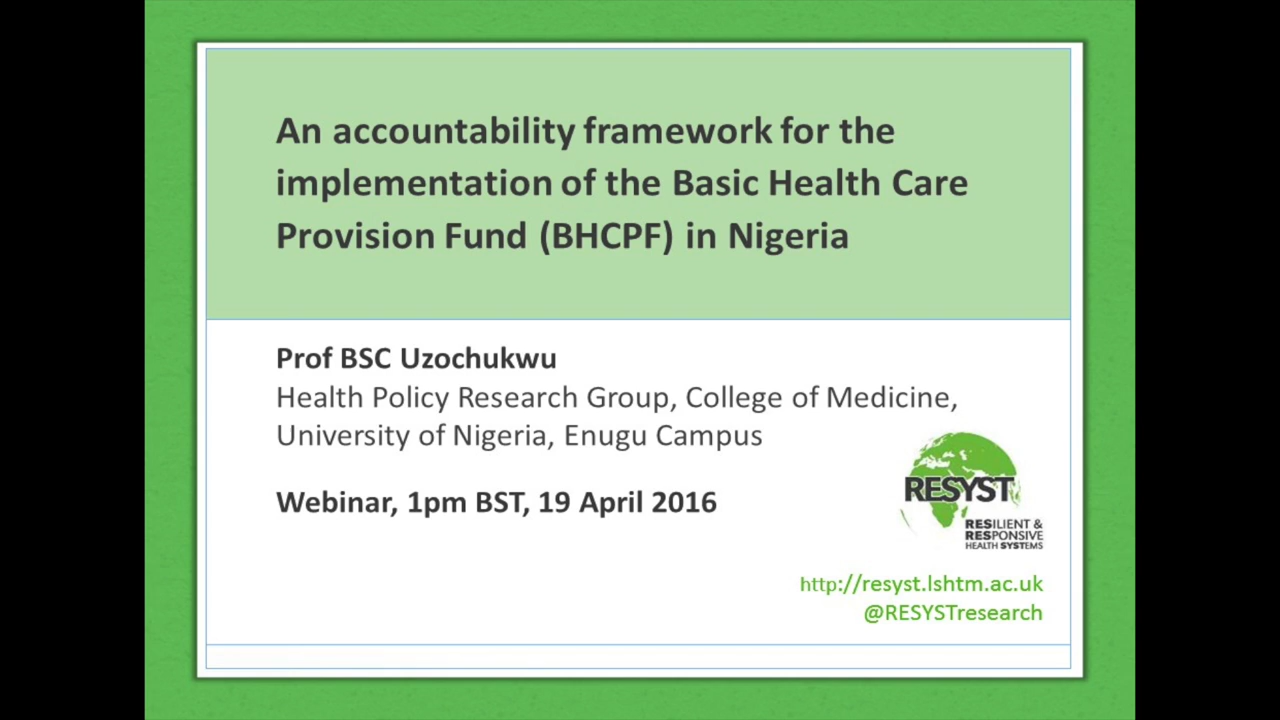 An accountability framework for the
implementation of the Basic Health Care
Provision Fund (BHCPF) in Nigeria
Prof BSC Uzochukwu
Health Policy Research Group, College of Medicine,
University of Nigeria, Enugu Campus
Webinar, 1pm BST, 19 April 2016
RESYST
RESILIENT &
RESPONSIVE
HEALTH SYSTEMS
http://resyst.lshtm.ac.uk
@RESYSTresearch